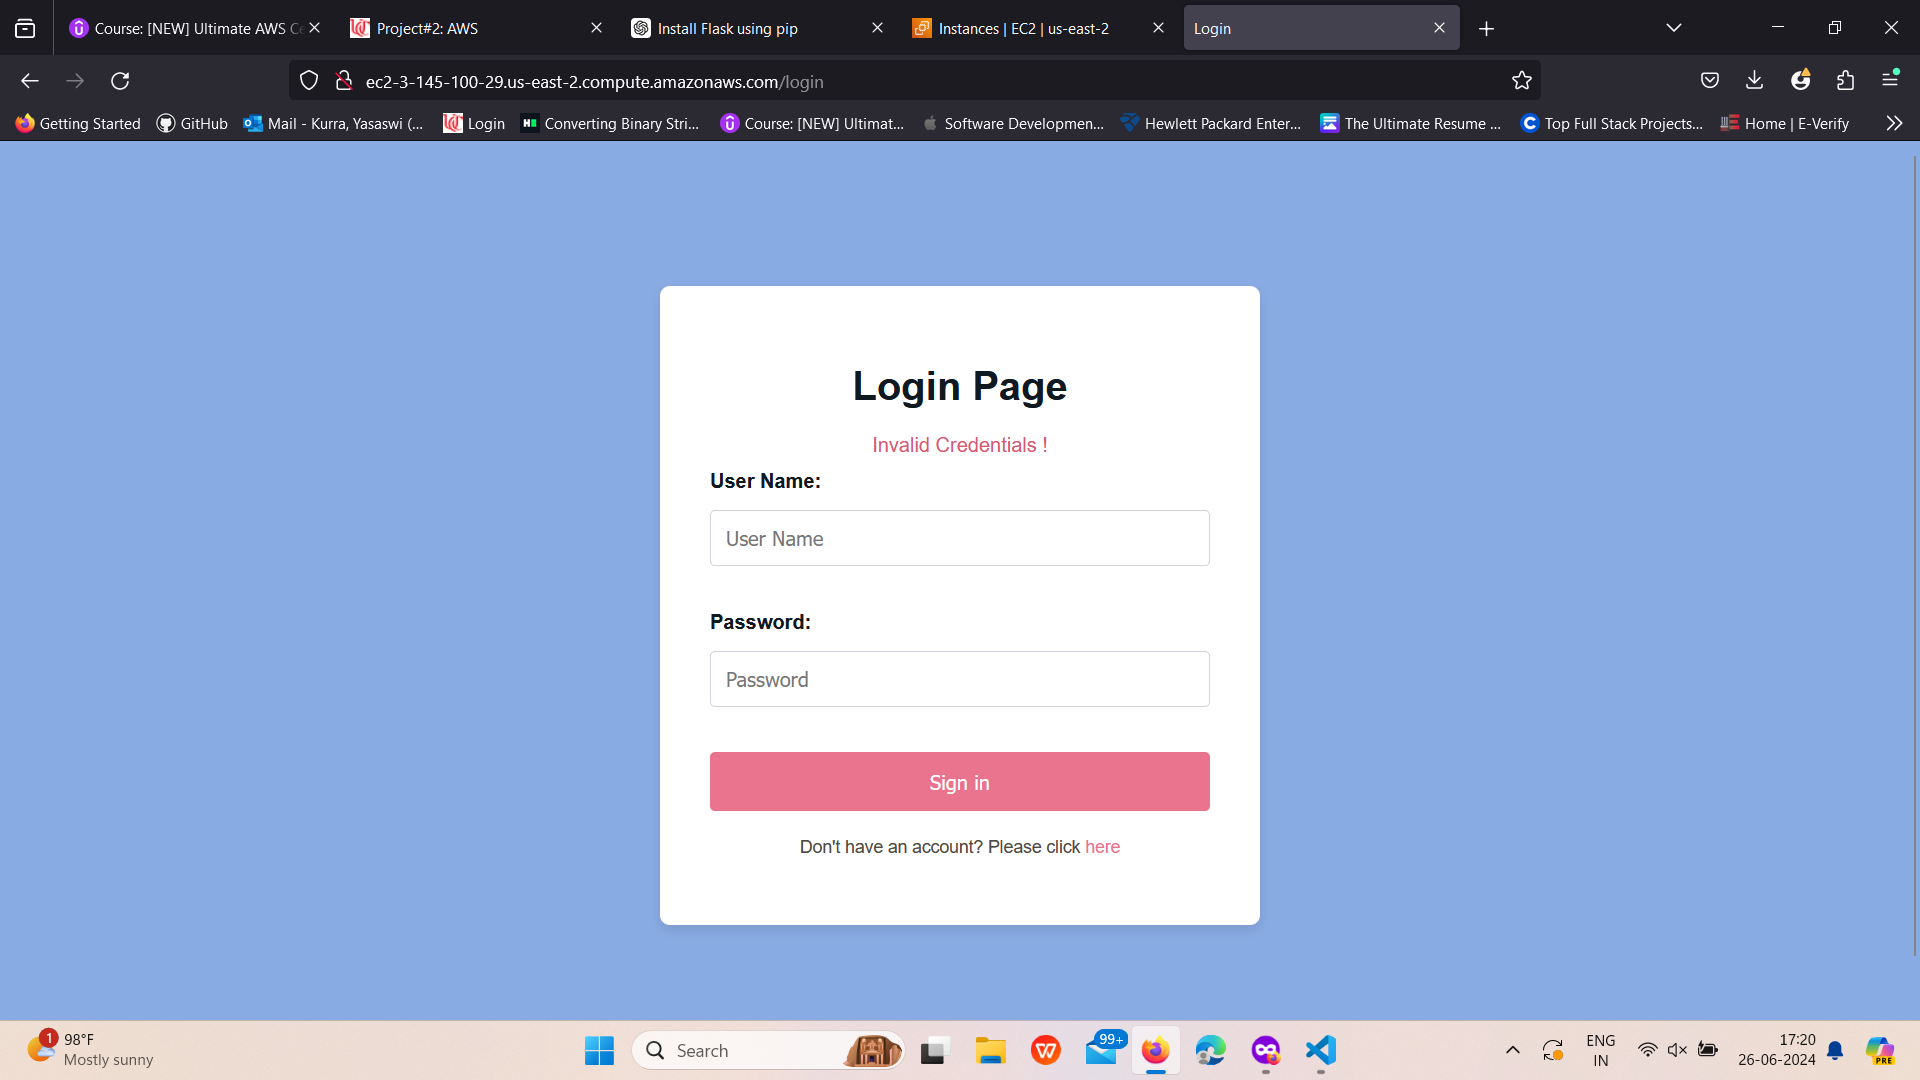 Course: [NEW] Ultimate AWS Ce
Project#2: AWS
Install Flask using pip
Instances | EC2 | us-east-2
Login
ec2-3-145-100-29.us-east-2.compute.amazonaws.com/login
Getting Started
GitHub
Mail - Kurra, Yasaswi (...
Login
Converting Binary Stri...
Course: [NEW] Ultimat...
Software Developmen...
Hewlett Packard Enter...
The Ultimate Resume ...
Top Full Stack Projects...
Home | E-Verify
Login Page
Invalid Credentials !
User Name:
User Name
Password:
Password
Sign in
Don't have an account? Please click here
1
98°F
Mostly sunny
Search
99+
ENG
IN
17:20
26-06-2024
PRE